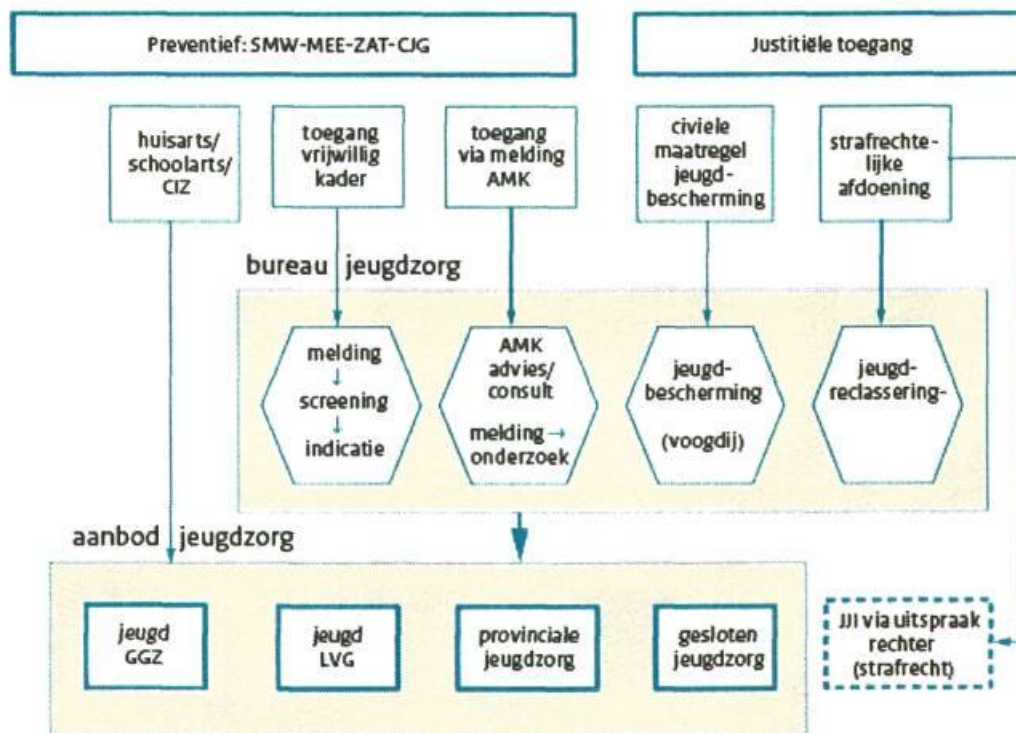 Preventief: SMW-MEE-ZAT-CJG
Justitiële toegang
huisarts/
schoolarts/
CIZ
toegang
vrijwillig
kader
toegang
via melding
AMK
civiele
maatregel
jeugd-
bescherming
strafrechte-
lijke
afdoening
bureau jeugdzorg
melding
↓
screening
↓
indicatie
AMK
advies/
consult
melding →
onderzoek
jeugd-
bescherming
(voogdij)
jeugd-
reclassering-
aanbod jeugdzorg
jeugd
GGZ
jeugd
LVG
provinciale
jeugdzorg
gesloten
jeugdzorg
JJI via uitspraak
rechter
(strafrecht)